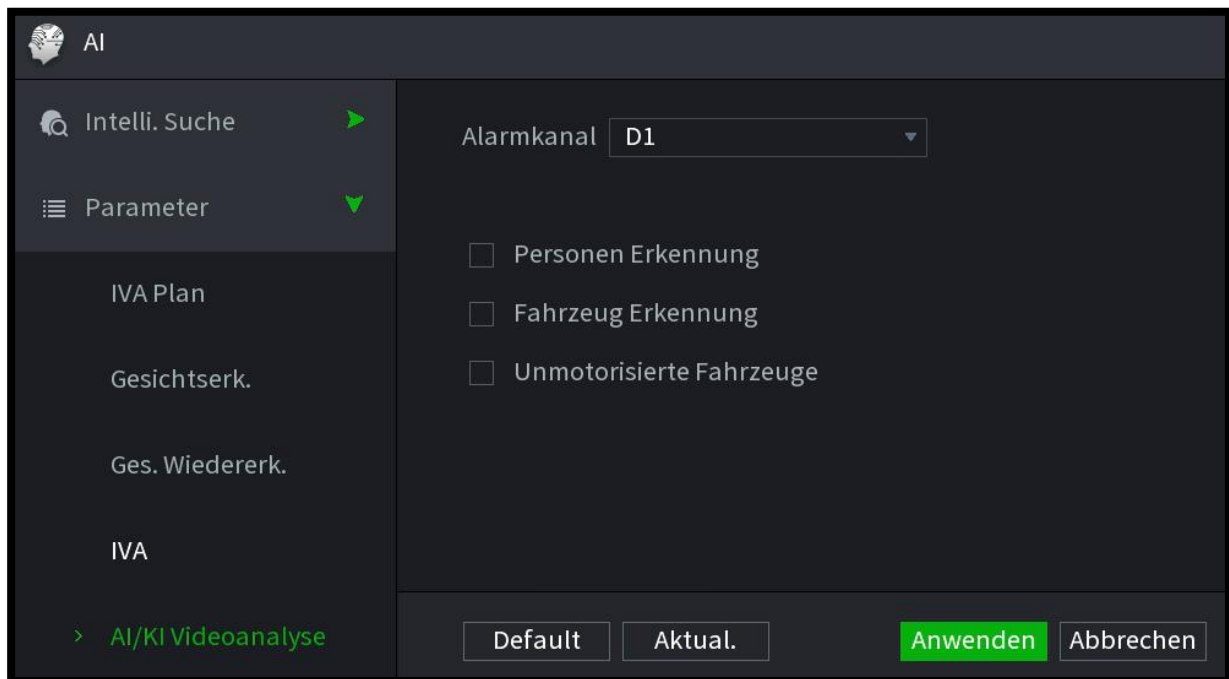 AI
Intelli. Suche
Parameter
IVA Plan
Gesichtserk.
Ges. Wiedererk.
IVA
> AI/KI Videoanalyse
Alarmkanal D1
Personen Erkennung
Fahrzeug Erkennung
Unmotorisierte Fahrzeuge
Default Aktual. Anwenden Abbrechen